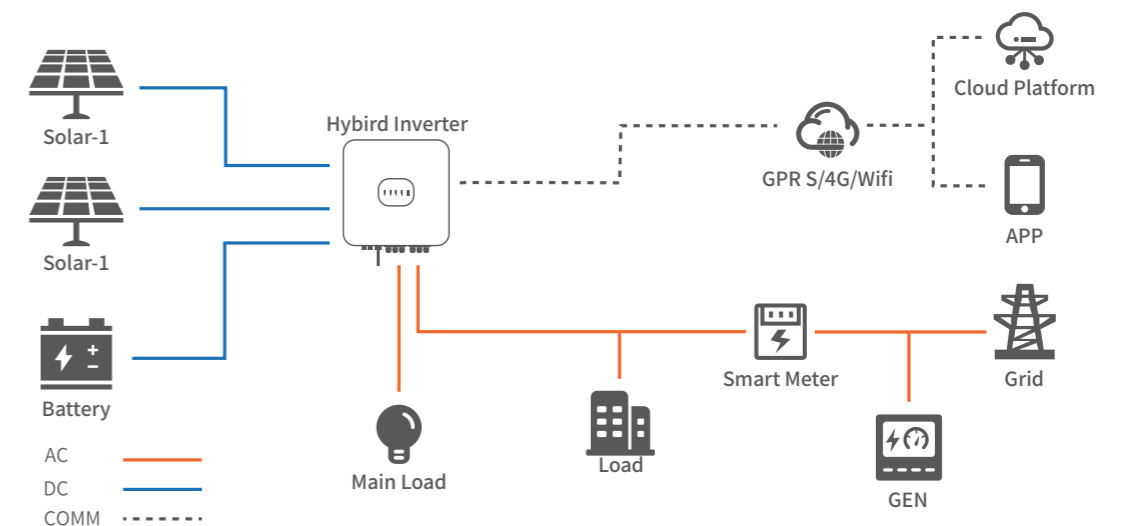 Solar-1
Hybird Inverter
Cloud Platform
GPR S/4G/Wifi
Solar-1
APP
Smart Meter
Grid
Battery
Main Load
Load
GEN
AC
DC
COMM